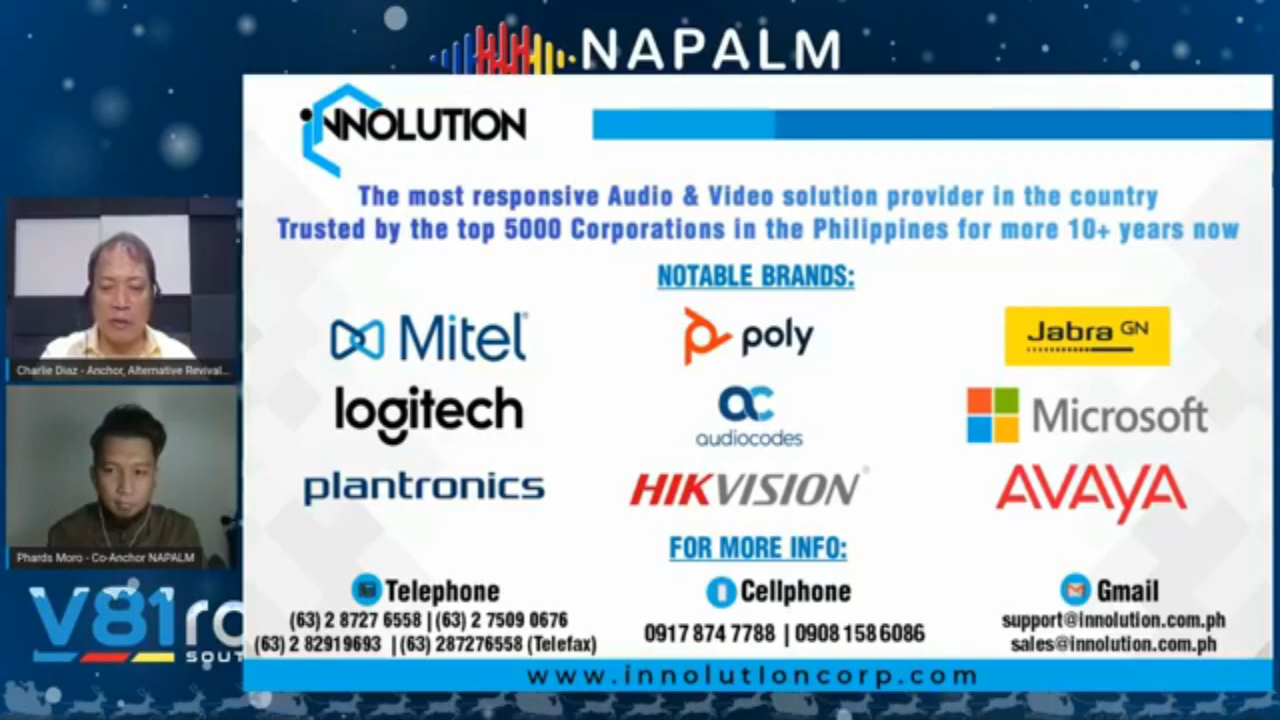 NAPALM
iNNOLUTION
The most responsive Audio & Video solution provider in the country
Trusted by the top 5000 Corporations in the Philippines for more 10+ years now
NOTABLE BRANDS:
Mitel
poly
Jabra GN
logitech
audiocodes
Microsoft
plantronics
HIKVISION
AVAYA
FOR MORE INFO:
Telephone
(63) 2 8727 6558 | (63) 2 7509 0676
(63) 2 82919693 | (63) 287276558 (Telefax)
Cellphone
0917 874 7788 | 0908 158 6086
Gmail
support@innolution.com.ph
sales@innolution.com.ph
www.innolutioncorp.com
Charlie Diaz - Anchor, Alternative Revival...
Phards Moro - Co-Anchor NAPALM
V81ra
SOUT